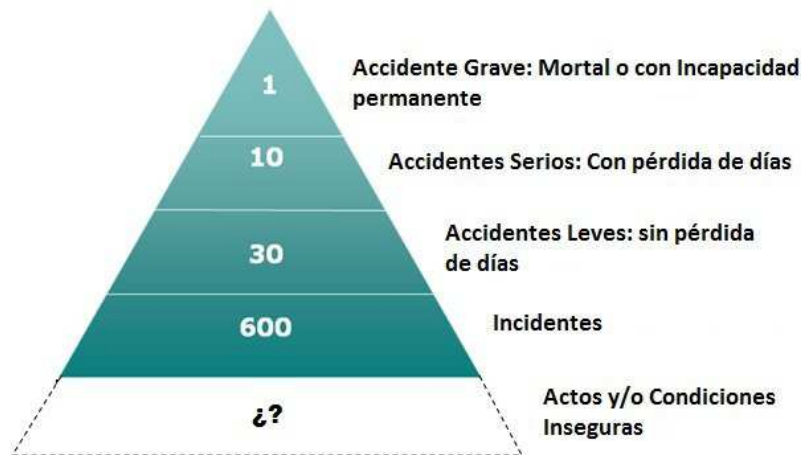 1
Accidente Grave: Mortal o con Incapacidad
permanente
10
Accidentes Serios: Con pérdida de días
30
Accidentes Leves: sin pérdida
de días
600
Incidentes
¿?
Actos y/o Condiciones
Inseguras